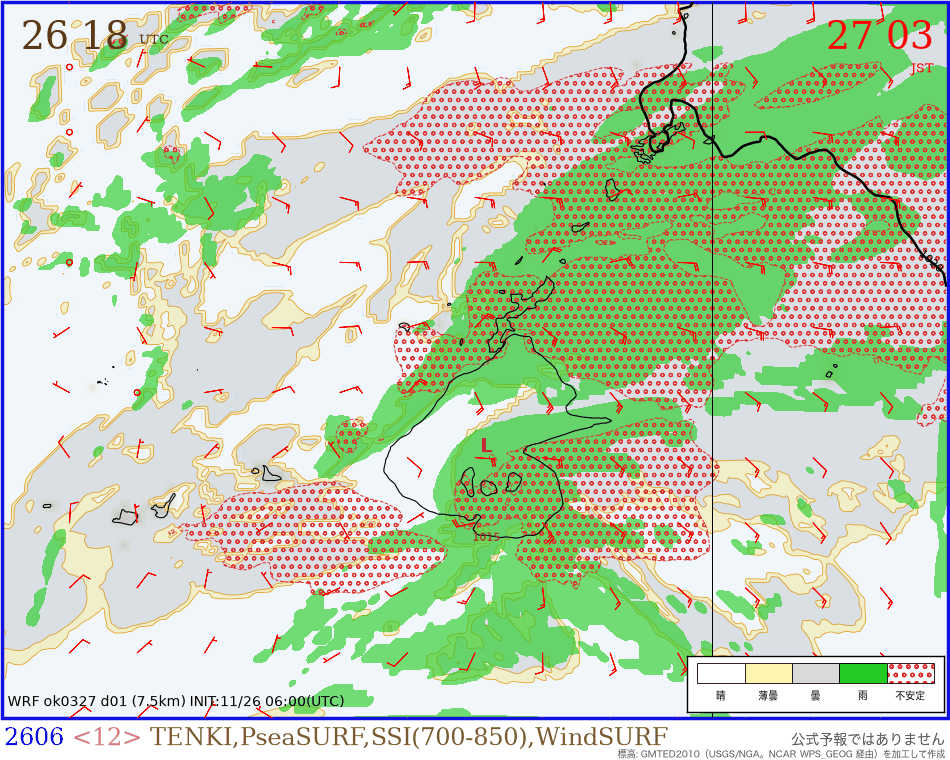 26 18 UTC
27 03
JST
L
1015
晴 薄曇 曇 雨 不安定
WRF ok0327 d01 (7.5km) INIT:11/26 06:00(UTC)
2606 <12> TENKI,PseaSURF,SSI(700-850),WindSURF
公式予報ではありません
標高: GMTED2010（USGS/NGA。NCAR WPS_GEOG 経由）を加工して作成